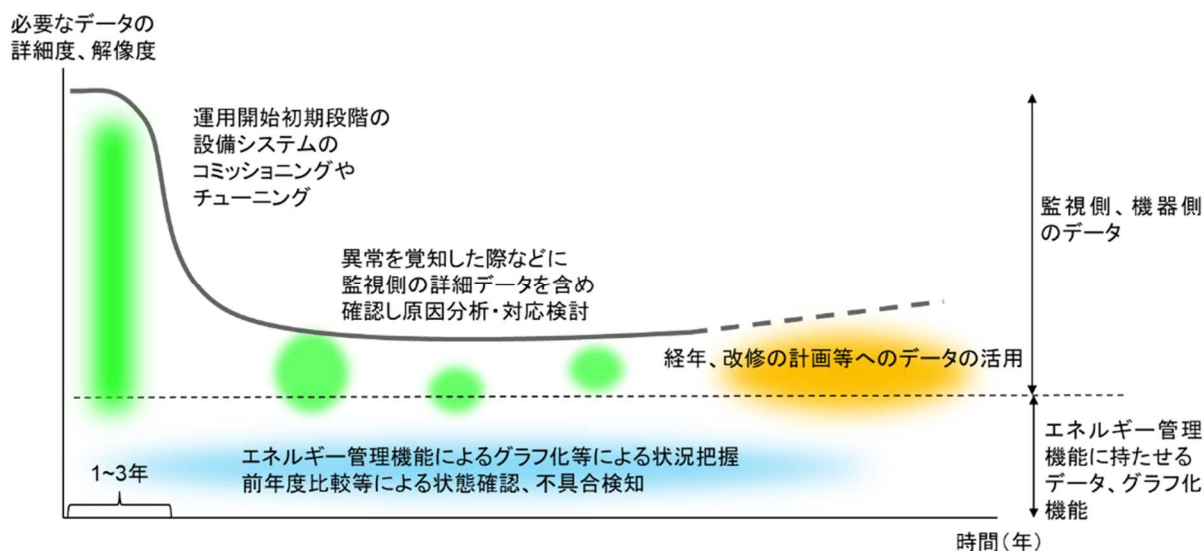 必要なデータの
詳細度、解像度
運用開始初期段階の
設備システムの
コミッショニングや
チューニング
異常を覚知した際などに
監視側の詳細データを含め
確認し原因分析・対応検討
監視側、機器側
のデータ
経年、改修の計画等へのデータの活用
エネルギー管理機能によるグラフ化等による状況把握
前年度比較等による状態確認、不具合検知
1~3年
エネルギー管理
機能に持たせる
データ、グラフ化
機能
時間(年)